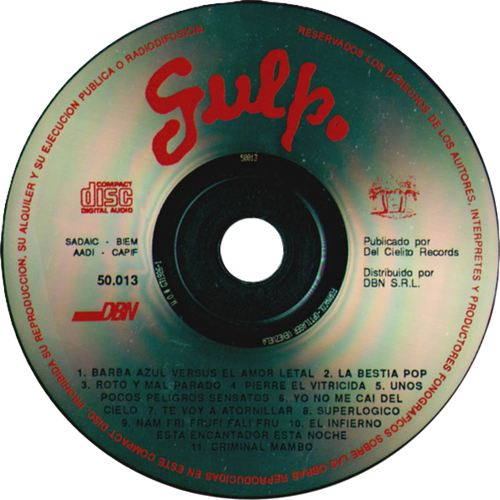 Gulp.
RESERVADOS LOS DERECHOS DE LOS AUTORES, INTERPRETES Y PRODUCTORES FONOGRAFICOS SOBRE LAS OBRAS REPRODUCIDAS EN ESTE COMPACT DISC. PROHIBIDA SU REPRODUCCION, SU ALQUILER Y SU EJECUCION PUBLICA O RADIODIFUSION.
50013
COMPACT
disc
DIGITAL AUDIO
SADAIC - BIEM
AADI - CAPIF
50.013
DBN
Publicado por
Del Cielito Records
Distribuido por
DBN S.R.L.
VENEZUELA
1. BARBA AZUL VERSUS EL AMOR LETAL 2. LA BESTIA POP
3. ROTO Y MAL PARADO 4. PIERRE EL VITRICIDA 5. UNOS
POCOS PELIGROS SENSATOS 6. YO NO ME CAI DEL
CIELO 7. TE VOY A ATORNILLAR 8. SUPERLOGICO
9. ÑAM FRI FRUFI FALI FRU 10. EL INFIERNO
ESTA ENCANTADOR ESTA NOCHE
11. CRIMINAL MAMBO